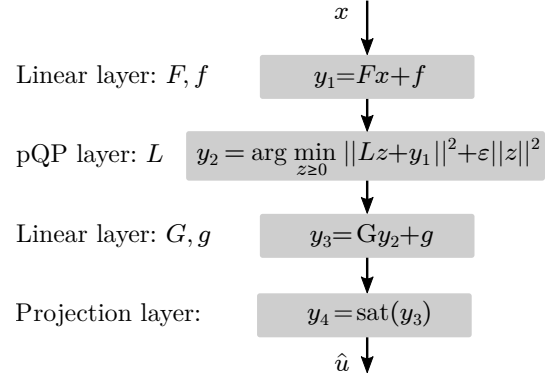 x
Linear layer: F, f y₁=Fx+f
pQP layer: L y₂ = arg min z≥0 ||Lz+y₁||²+ε||z||²
Linear layer: G, g y₃=Gy₂+g
Projection layer: y₄=sat(y₃)
û